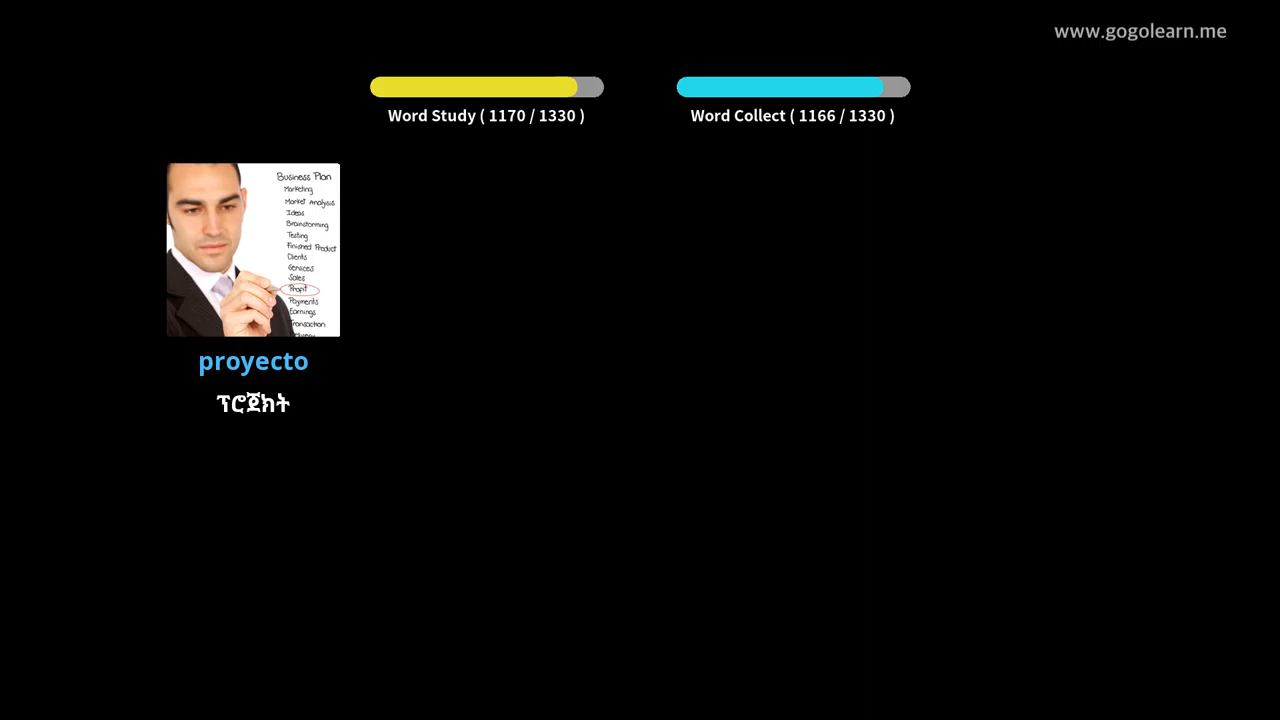 www.gogolearn.me
Word Study ( 1170 / 1330 )
Word Collect ( 1166 / 1330 )
Business Plan
Marketing
Market Analysis
Ideas
Brainstorming
Testing
Finished Product
Clients
Services
Sales
Profit
Payments
Earnings
Transaction
Delivery
proyecto
ፕሮጀክት